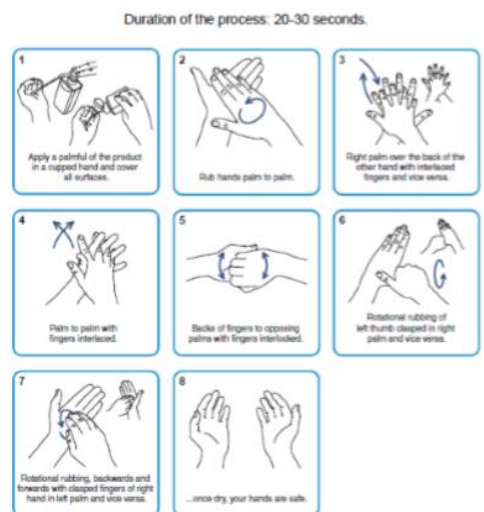 Duration of the process: 20-30 seconds.
1
Apply a palmful of the product
in a cupped hand and cover
all surfaces.
2
Rub hands palm to palm.
3
Right palm over the back of the
other hand with interlaced
fingers and vice versa.
4
Palm to palm with
fingers interlaced.
5
Backs of fingers to opposing
palms with fingers interlocked.
6
Rotational rubbing of
left thumb clasped in right
palm and vice versa.
7
Rotational rubbing, backwards and
forwards with clasped fingers of right
hand in left palm and vice versa.
8
...once dry, your hands are safe.